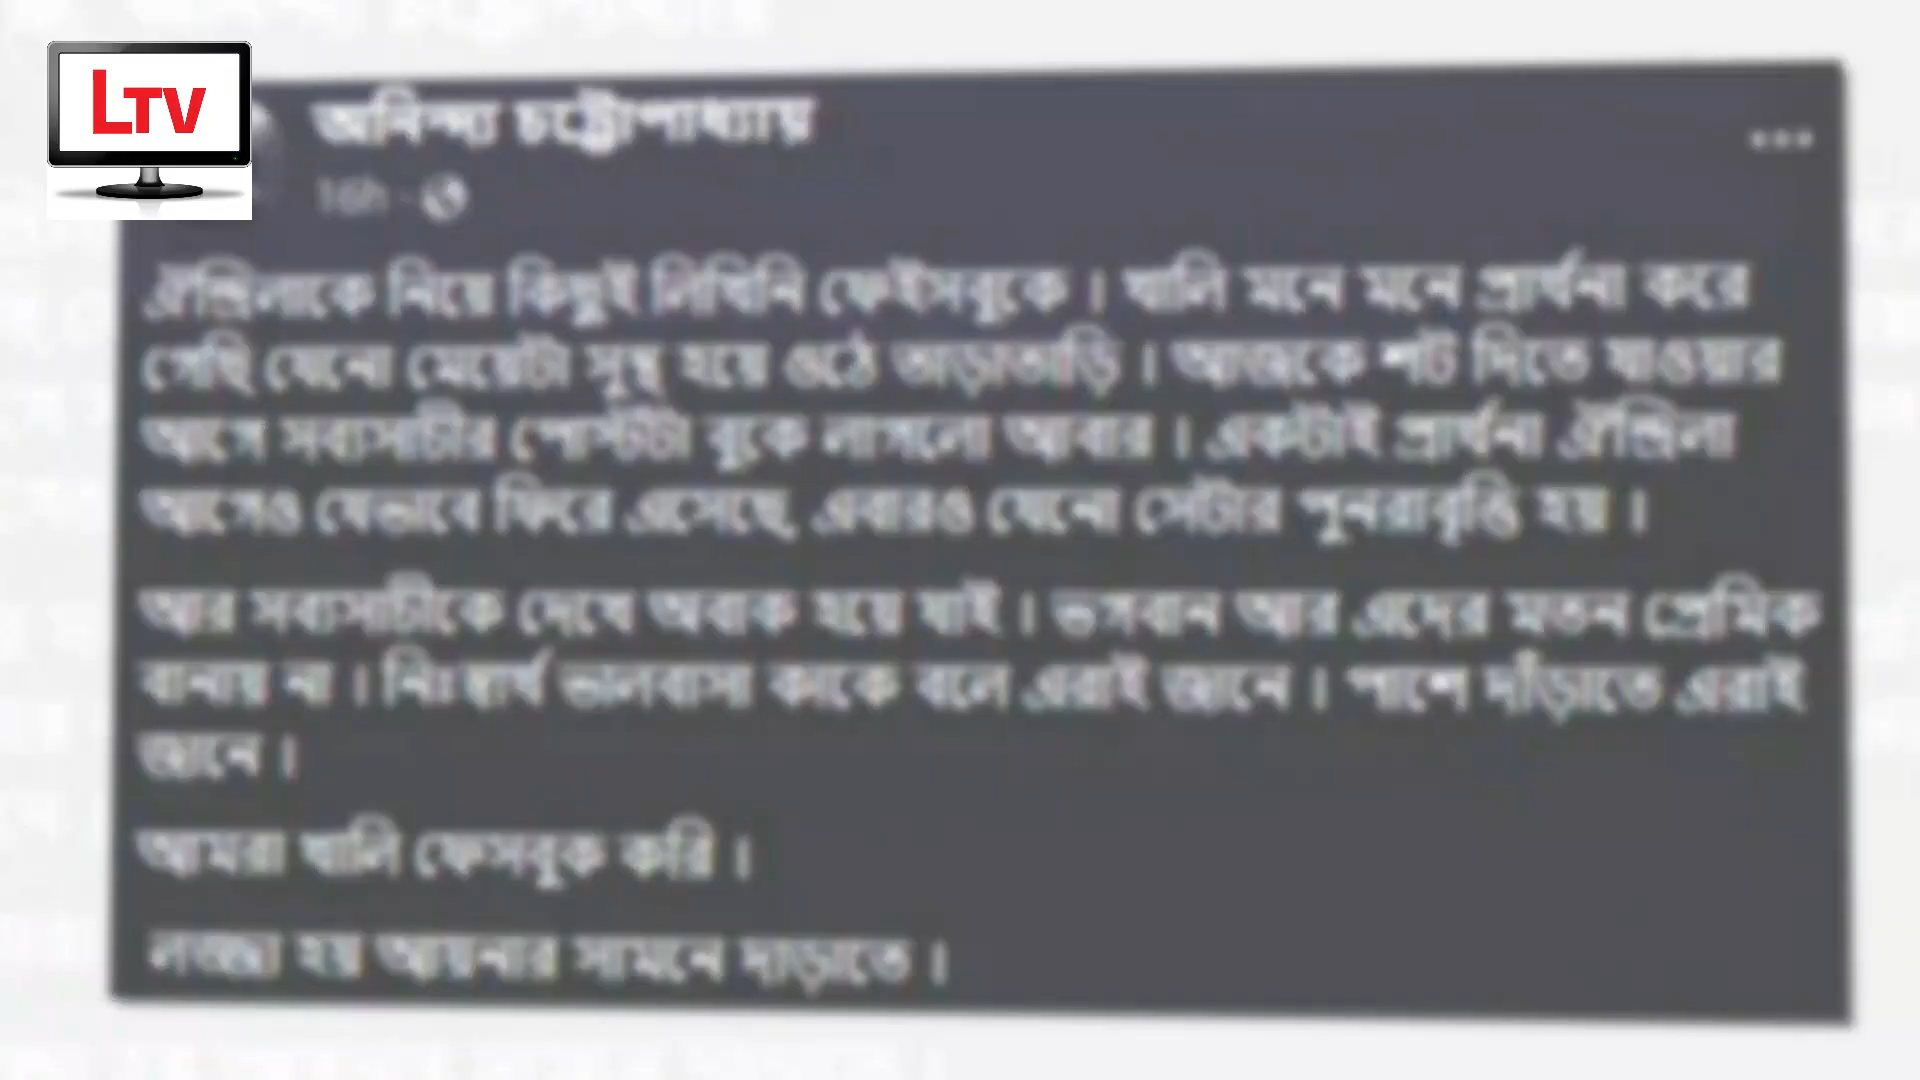 LTV
অনিন্দ্য চট্টোপাধ্যায়
16h
ঐন্দ্রিলাকে নিয়ে কিছুই লিখিনি ফেইসবুকে । খালি মনে মনে প্রার্থনা করে
গেছি যেনো মেয়েটা সুস্থ হয়ে ওঠে তাড়াতাড়ি । আজকে শট দিতে যাওয়ার
আগে সব্যসাচীর পোস্টটা বুকে লাগলো আবার । একটাই প্রার্থনা ঐন্দ্রিলা
আগেও যেভাবে ফিরে এসেছে, এবারও যেনো সেটার পুনরাবৃত্তি হয় ।
আর সব্যসাচীকে দেখে অবাক হয়ে যাই । ভগবান আর এদের মতন প্রেমিক
বানায় না । নিঃস্বার্থ ভালবাসা কাকে বলে এরাই জানে । পাশে দাঁড়াতে এরাই
জানে ।
আমরা খালি ফেসবুক করি ।
লজ্জা হয় আয়নার সামনে দাড়াতে ।